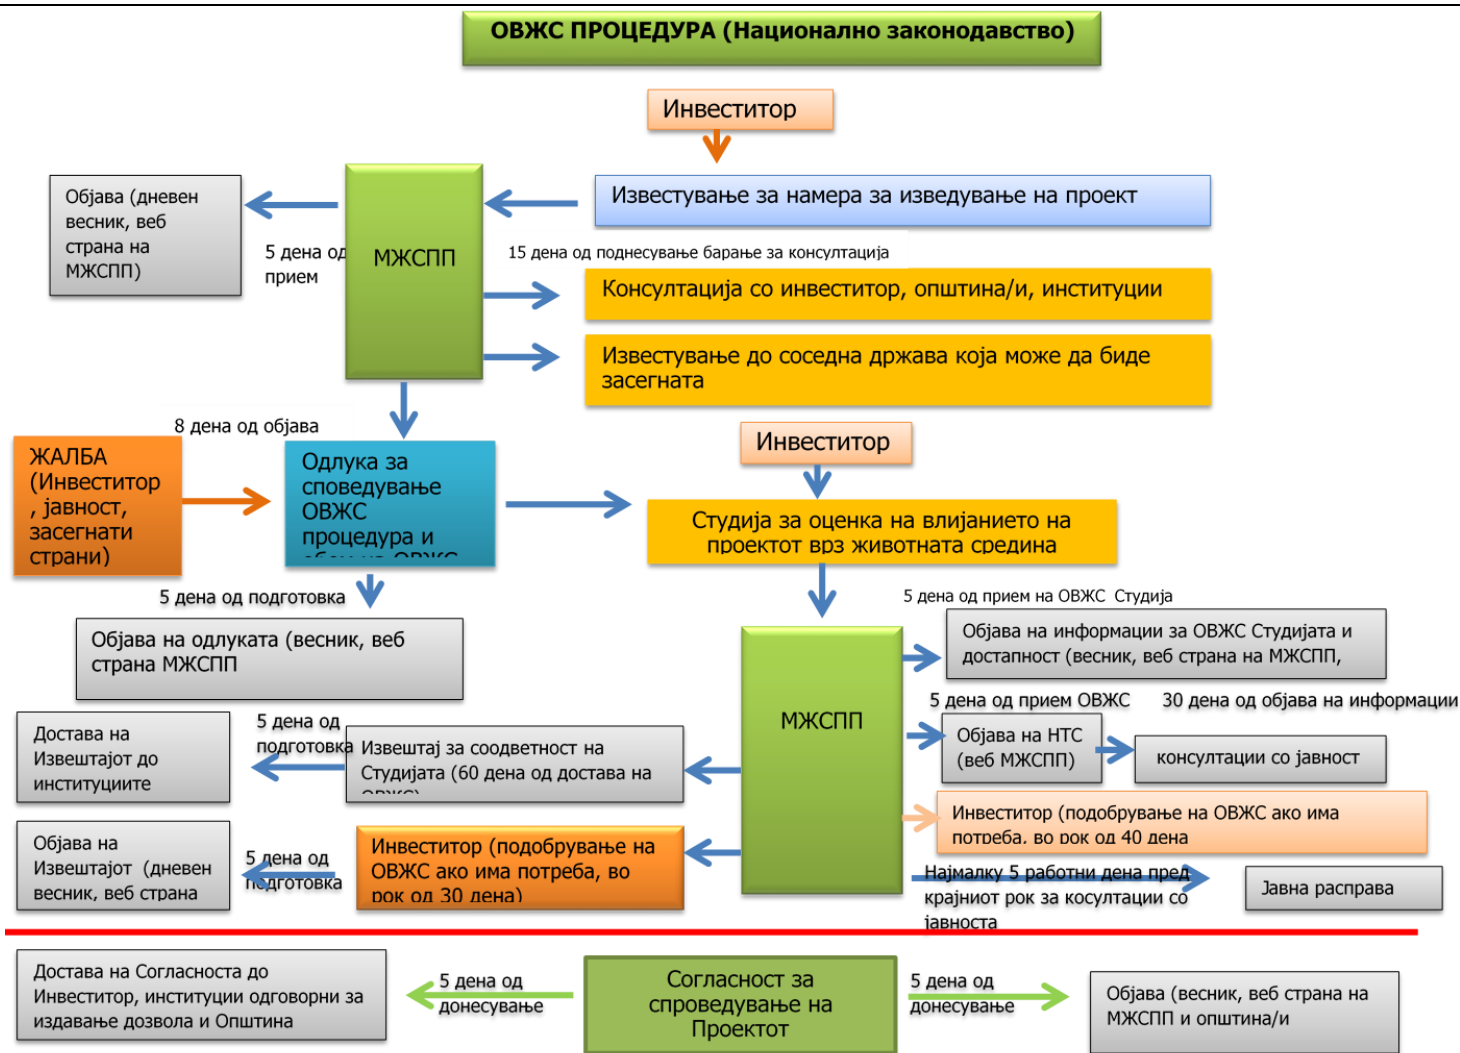 ОВЖС ПРОЦЕДУРА (Национално законодавство)
Инвеститор
Известување за намера за изведување на проект
Објава (дневен
весник, веб
страна на
МЖСПП)
5 дена од
прием
МЖСПП
15 дена од поднесување барање за консултација
Консултација со инвеститор, општина/и, институции
Известување до соседна држава која може да биде
засегната
8 дена од објава
ЖАЛБА
(Инвеститор
, јавност,
засегнати
страни)
Одлука за
споведување
ОВЖС
процедура и
обем на ОВЖС
Инвеститор
Студија за оценка на влијанието на
проектот врз животната средина
5 дена од подготовка
Објава на одлуката (весник, веб
страна МЖСПП
5 дена од прием на ОВЖС Студија
Објава на информации за ОВЖС Студијата и
достапност (весник, веб страна на МЖСПП,
МЖСПП
5 дена од прием ОВЖС
30 дена од објава на информации
Објава на НТС
(веб МЖСПП)
консултации со јавност
Достава на
Извештајот до
институциите
5 дена од
подготовка
Извештај за соодветност на
Студијата (60 дена од достава на
ОВЖС)
Инвеститор (подобрување на ОВЖС ако има
потреба, во рок од 40 дена
Објава на
Извештајот (дневен
весник, веб страна
5 дена од
подготовка
Инвеститор (подобрување на
ОВЖС ако има потреба, во
рок од 30 дена)
Најмалку 5 работни дена пред
крајниот рок за косултации со
јавноста
Јавна расправа
Достава на Согласноста до
Инвеститор, институции одговорни за
издавање дозвола и Општина
5 дена од
донесување
Согласност за
спроведување на
Проектот
5 дена од
донесување
Објава (весник, веб страна на
МЖСПП и општина/и